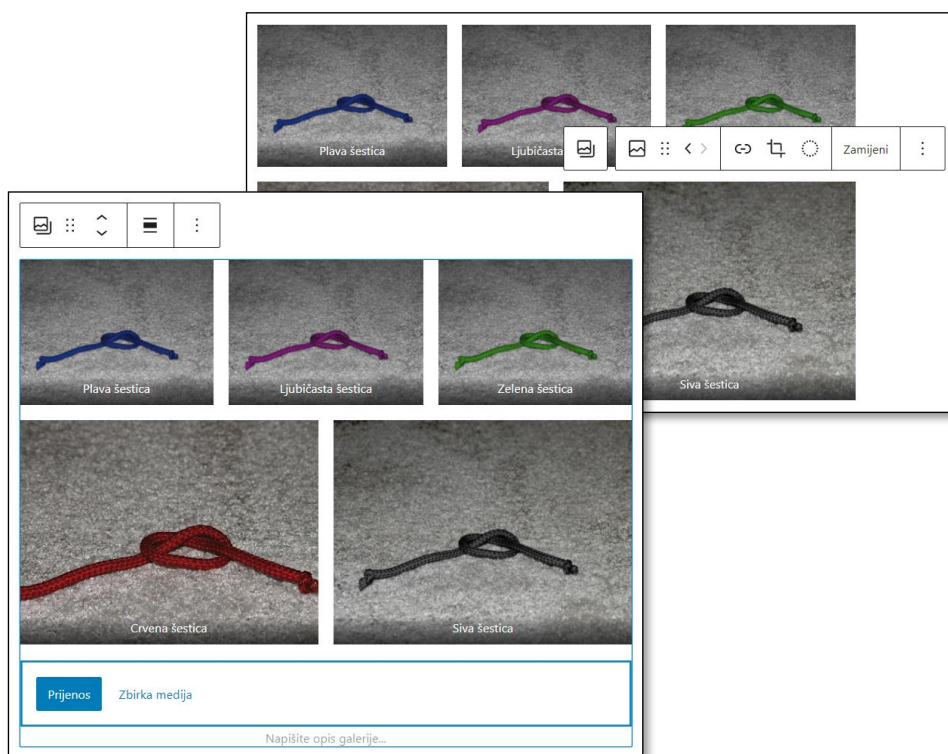 Plava šestica
Ljubičasta
Zamijeni
Siva šestica
Plava šestica
Ljubičasta šestica
Zelena šestica
Crvena šestica
Siva šestica
Prijenos
Zbirka medija
Napišite opis galerije...